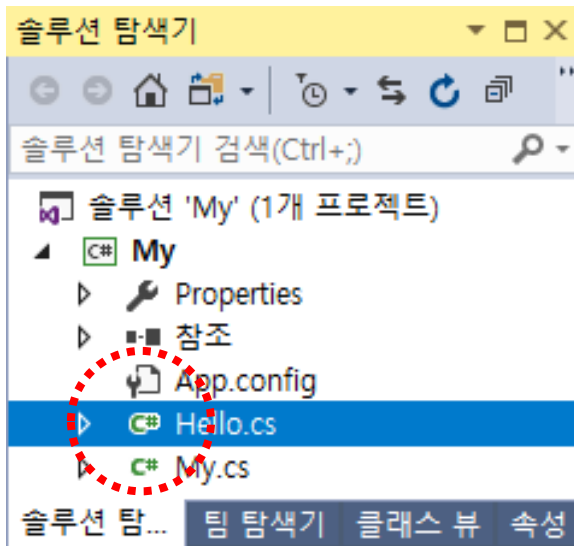 솔루션 탐색기
솔루션 탐색기 검색(Ctrl+;)
솔루션 'My' (1개 프로젝트)
C# My
Properties
참조
App.config
C# Hello.cs
C# My.cs
솔루션 탐... 팀 탐색기 클래스 뷰 속성